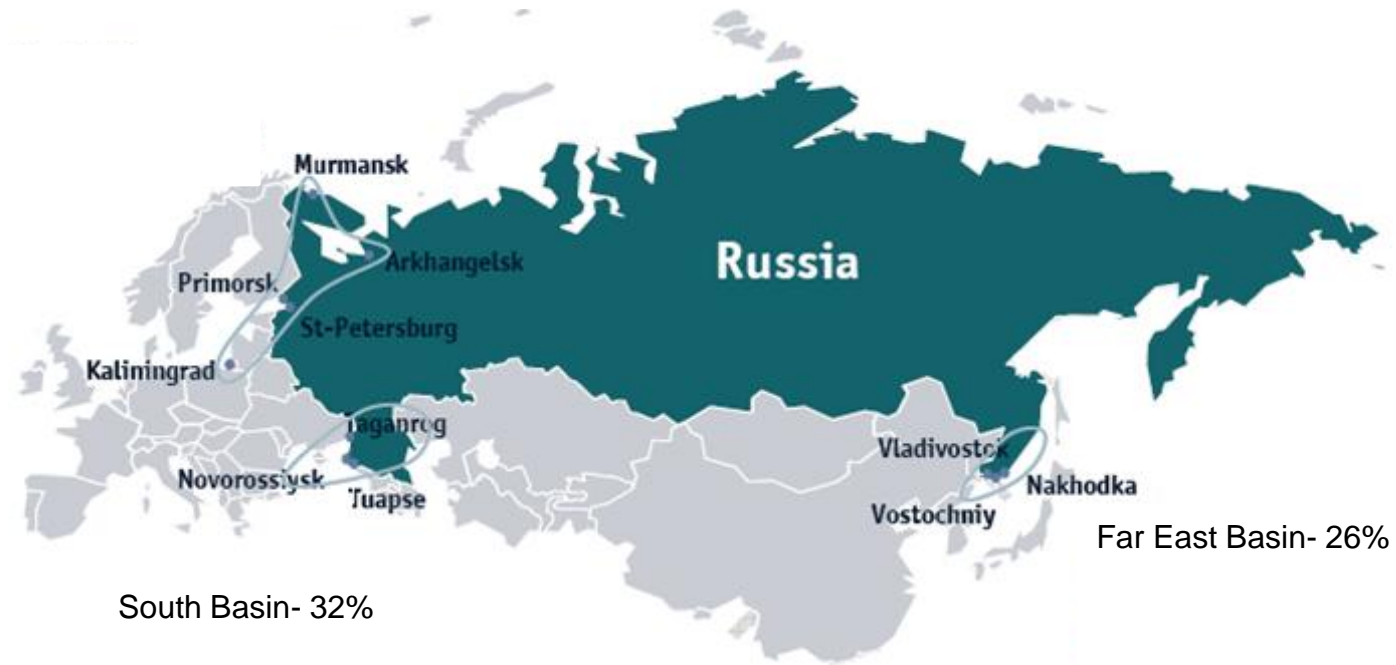 Murmansk
Arkhangelsk
Russia
Primorsk
St-Petersburg
Kaliningrad
Taganrog
Vladivostok
Novorossiysk
Tuapse
Nakhodka
Vostochniy
Far East Basin- 26%
South Basin- 32%